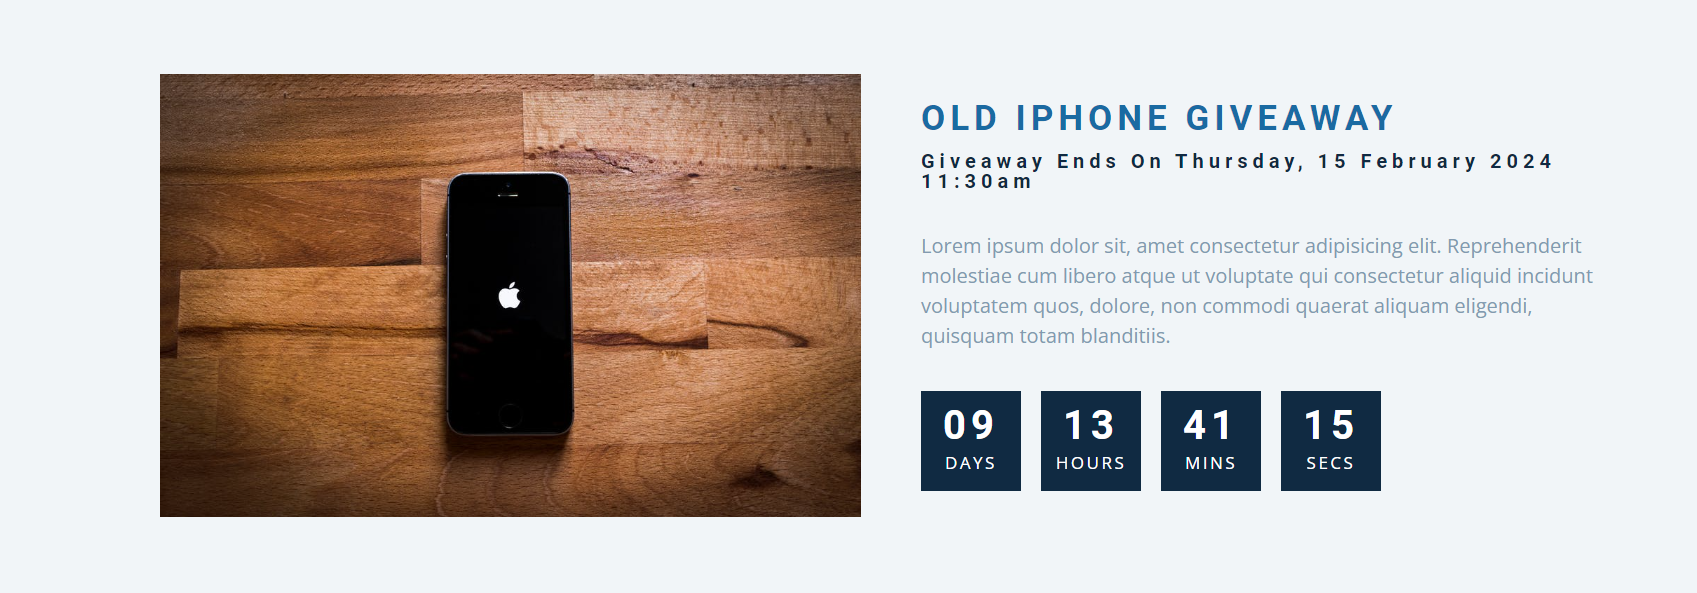 OLD IPHONE GIVEAWAY
Giveaway Ends On Thursday, 15 February 2024
11:30am
Lorem ipsum dolor sit, amet consectetur adipisicing elit. Reprehenderit
molestiae cum libero atque ut voluptate qui consectetur aliquid incidunt
voluptatem quos, dolore, non commodi quaerat aliquam eligendi,
quisquam totam blanditiis.
09 13 41 15
DAYS HOURS MINS SECS